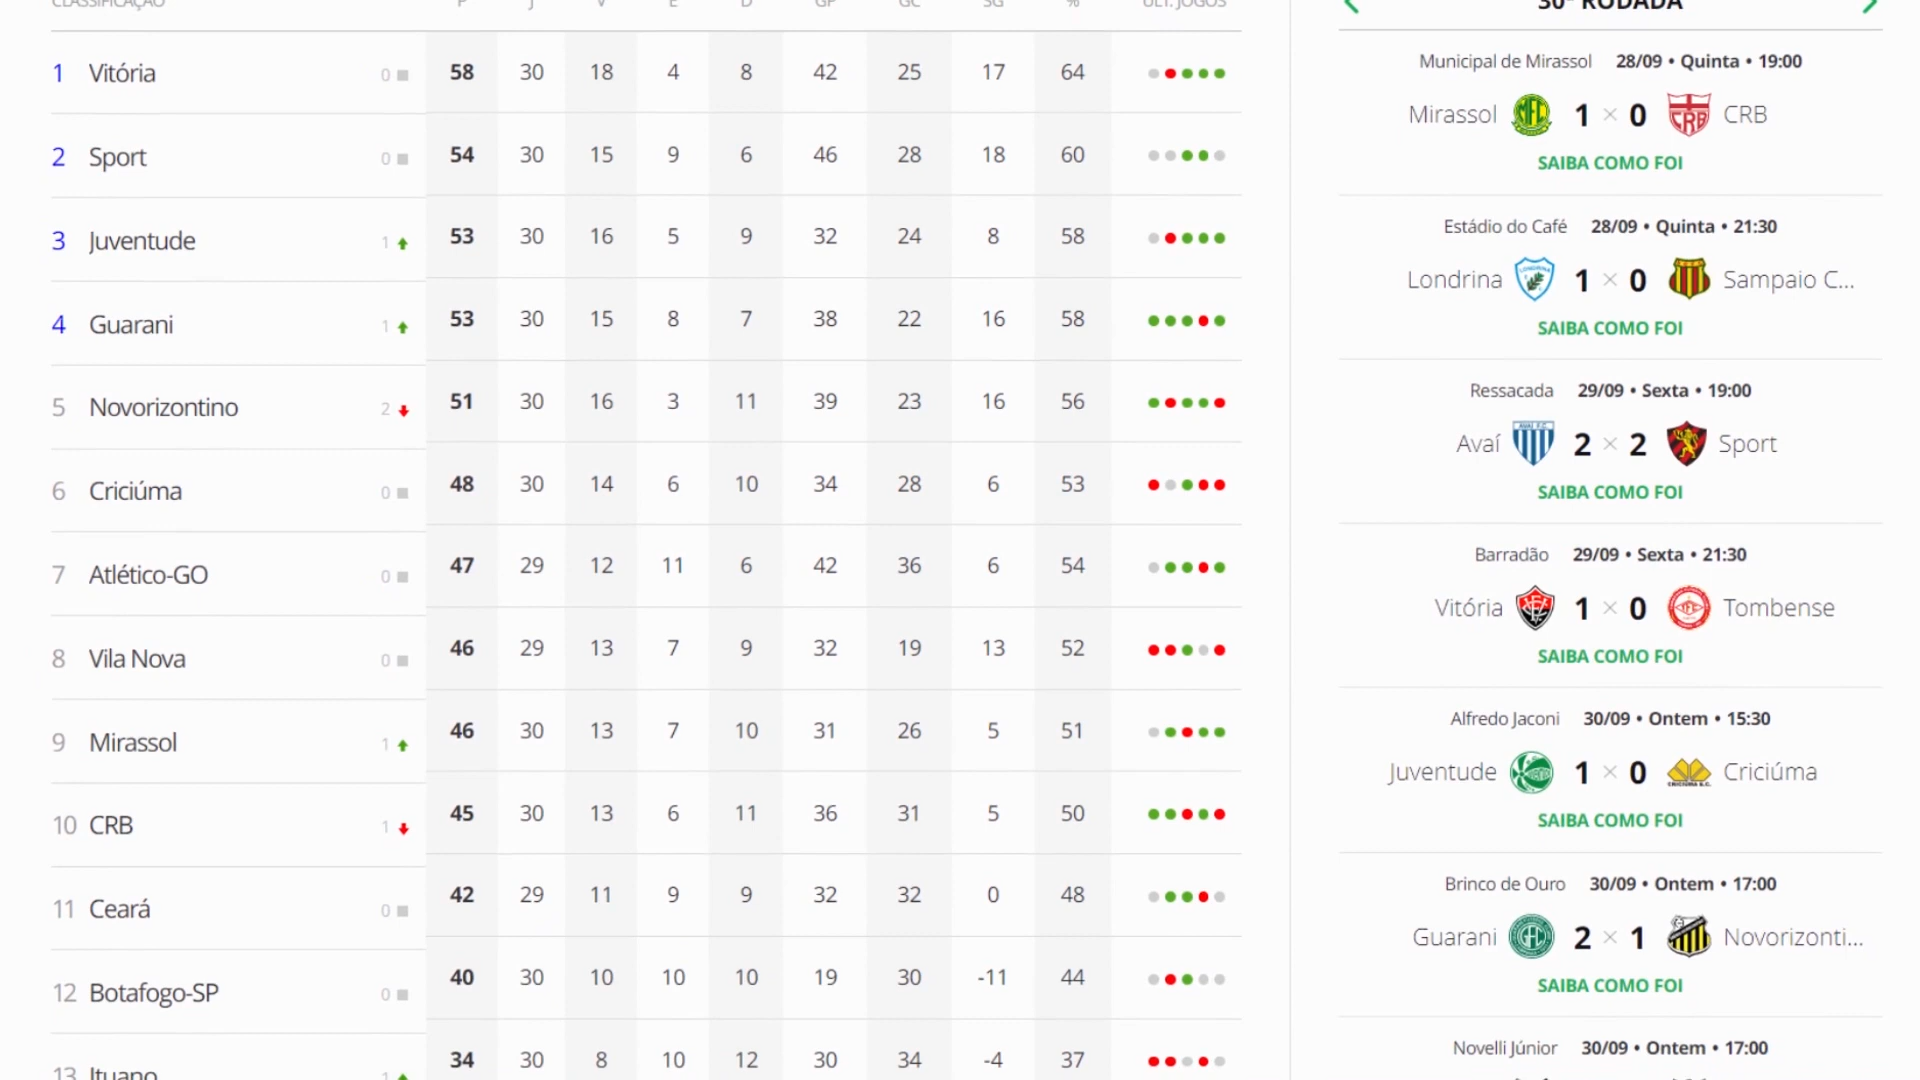 CLASSIFICAÇÃO P J V E D GP GC SG % ÚLT. JOGOS
1 Vitória 0 58 30 18 4 8 42 25 17 64
2 Sport 0 54 30 15 9 6 46 28 18 60
3 Juventude 1 53 30 16 5 9 32 24 8 58
4 Guarani 1 53 30 15 8 7 38 22 16 58
5 Novorizontino 2 51 30 16 3 11 39 23 16 56
6 Criciúma 0 48 30 14 6 10 34 28 6 53
7 Atlético-GO 0 47 29 12 11 6 42 36 6 54
8 Vila Nova 0 46 29 13 7 9 32 19 13 52
9 Mirassol 1 46 30 13 7 10 31 26 5 51
10 CRB 1 45 30 13 6 11 36 31 5 50
11 Ceará 0 42 29 11 9 9 32 32 0 48
12 Botafogo-SP 0 40 30 10 10 10 19 30 -11 44
13 Ituano 1 34 30 8 10 12 30 34 -4 37
30ª RODADA
Municipal de Mirassol 28/09 • Quinta • 19:00
Mirassol 1 × 0 CRB
SAIBA COMO FOI
Estádio do Café 28/09 • Quinta • 21:30
Londrina 1 × 0 Sampaio C...
SAIBA COMO FOI
Ressacada 29/09 • Sexta • 19:00
Avaí 2 × 2 Sport
SAIBA COMO FOI
Barradão 29/09 • Sexta • 21:30
Vitória 1 × 0 Tombense
SAIBA COMO FOI
Alfredo Jaconi 30/09 • Ontem • 15:30
Juventude 1 × 0 Criciúma
SAIBA COMO FOI
Brinco de Ouro 30/09 • Ontem • 17:00
Guarani 2 × 1 Novorizonti...
SAIBA COMO FOI
Novelli Júnior 30/09 • Ontem • 17:00